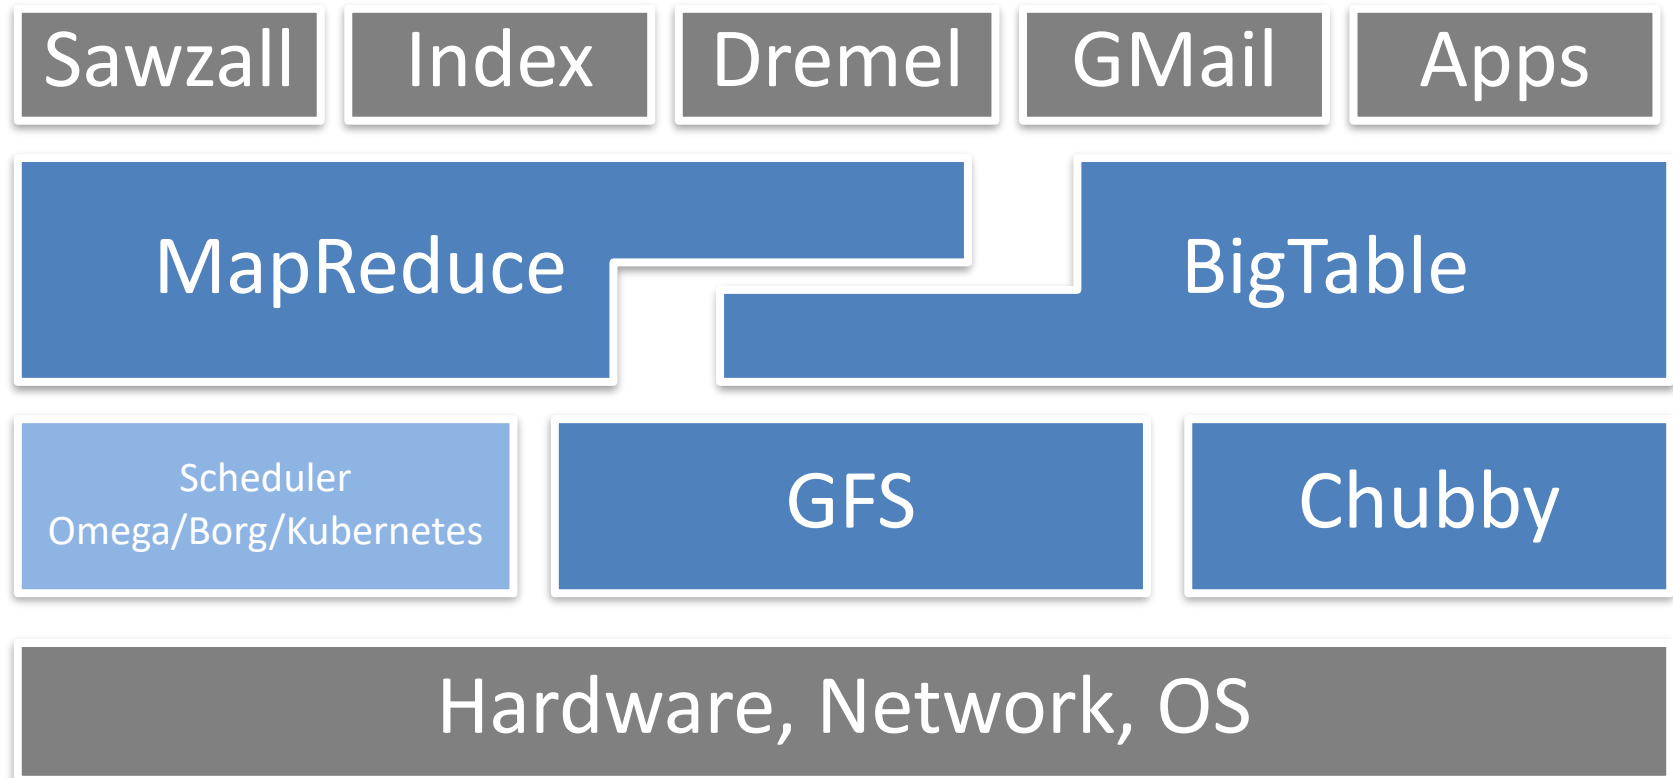 Sawzall
Index
Dremel
GMail
Apps
MapReduce
BigTable
Scheduler
Omega/Borg/Kubernetes
GFS
Chubby
Hardware, Network, OS